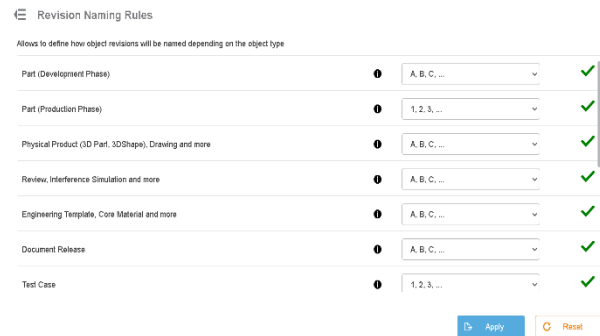 Revision Naming Rules
Allows to define how object revisions will be named depending on the object type
Part (Development Phase) A, B, C, ...
Part (Production Phase) 1, 2, 3, ...
Physical Product (3D Part, 3DShape), Drawing and more A, B, C, ...
Review, Interference Simulation and more A, B, C, ...
Engineering Template, Core Material and more A, B, C, ...
Document Release A, B, C, ...
Test Case 1, 2, 3, ...
Apply Reset